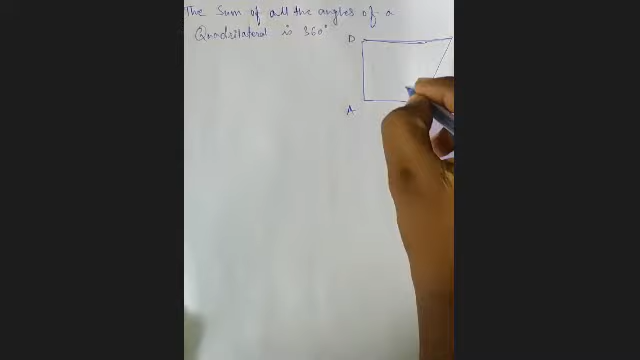 The Sum of all the angles of a
Quadrilateral is 360°
D
A